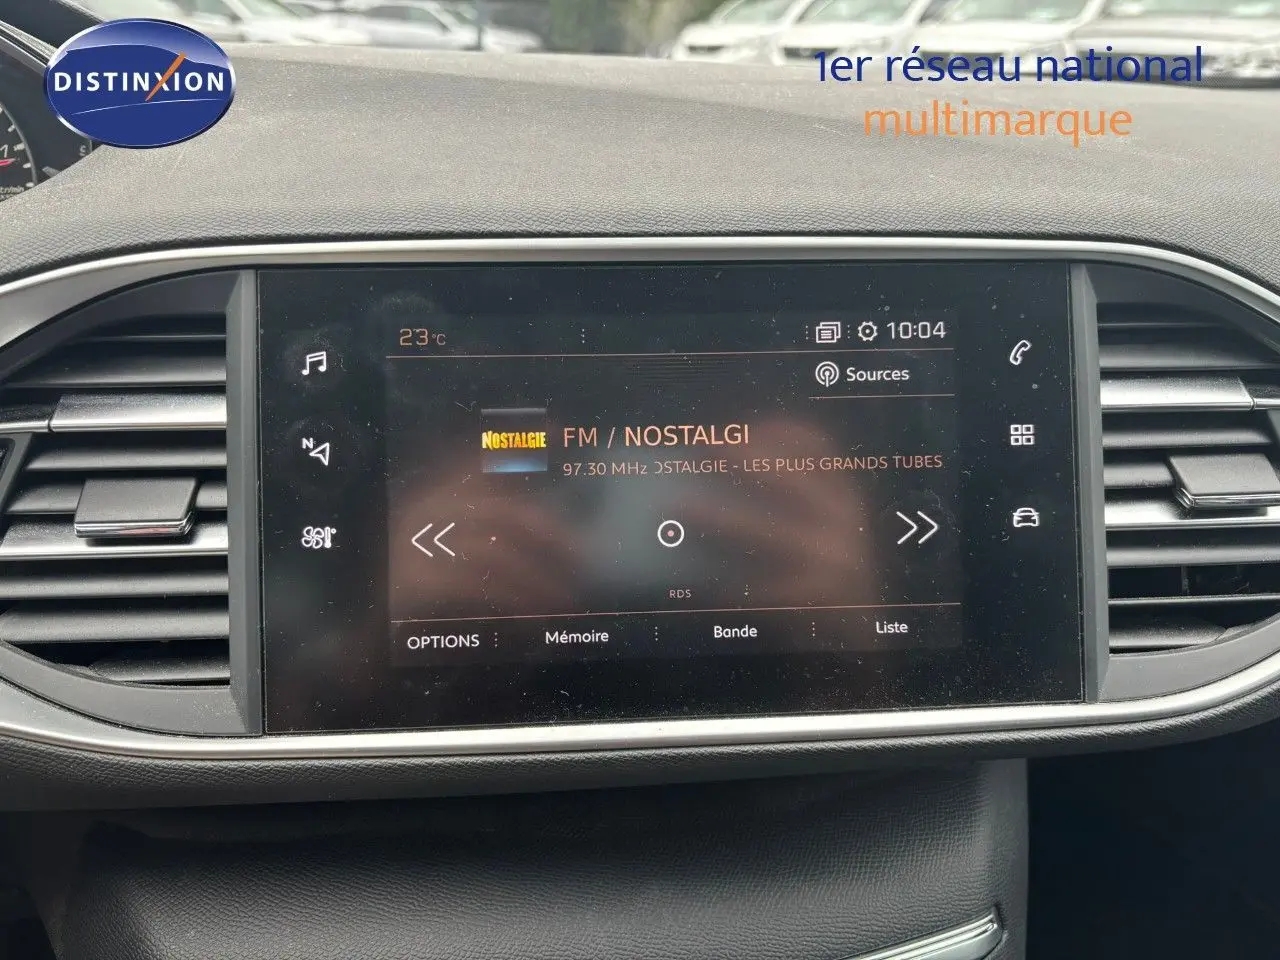 DISTINXION
1er réseau national
multimarque
23°C
10:04
Sources
NOSTALGIE
FM / NOSTALGI
97.30 MHz OSTALGIE - LES PLUS GRANDS TUBES
N
RDS
OPTIONS
Mémoire
Bande
Liste